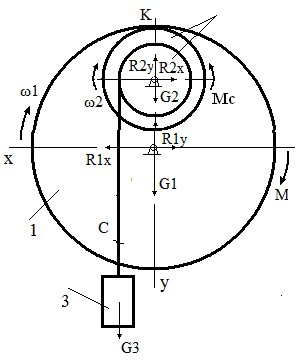 K
R2y R2x
ω2 G2 Mc
ω1
R1y
x R1x
G1 M
1
C
y
3
G3